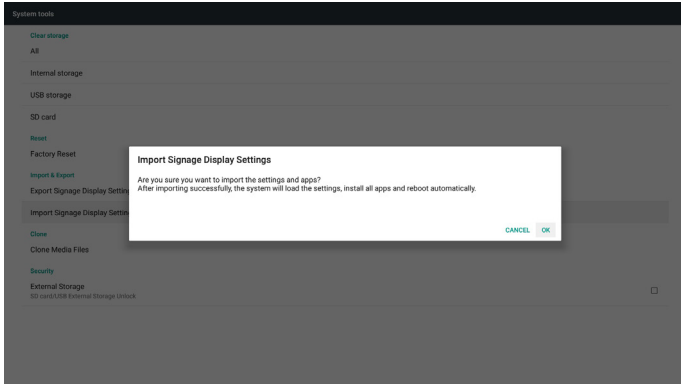 System tools
Clear storage
All
Internal storage
USB storage
SD card
Reset
Factory Reset
Import & Export
Export Signage Display Settin
Import Signage Display Settin
Clone
Clone Media Files
Security
External Storage
SD card/USB External Storage Unlock
Import Signage Display Settings
Are you sure you want to import the settings and apps?
After importing successfully, the system will load the settings, install all apps and reboot automatically.
CANCEL OK